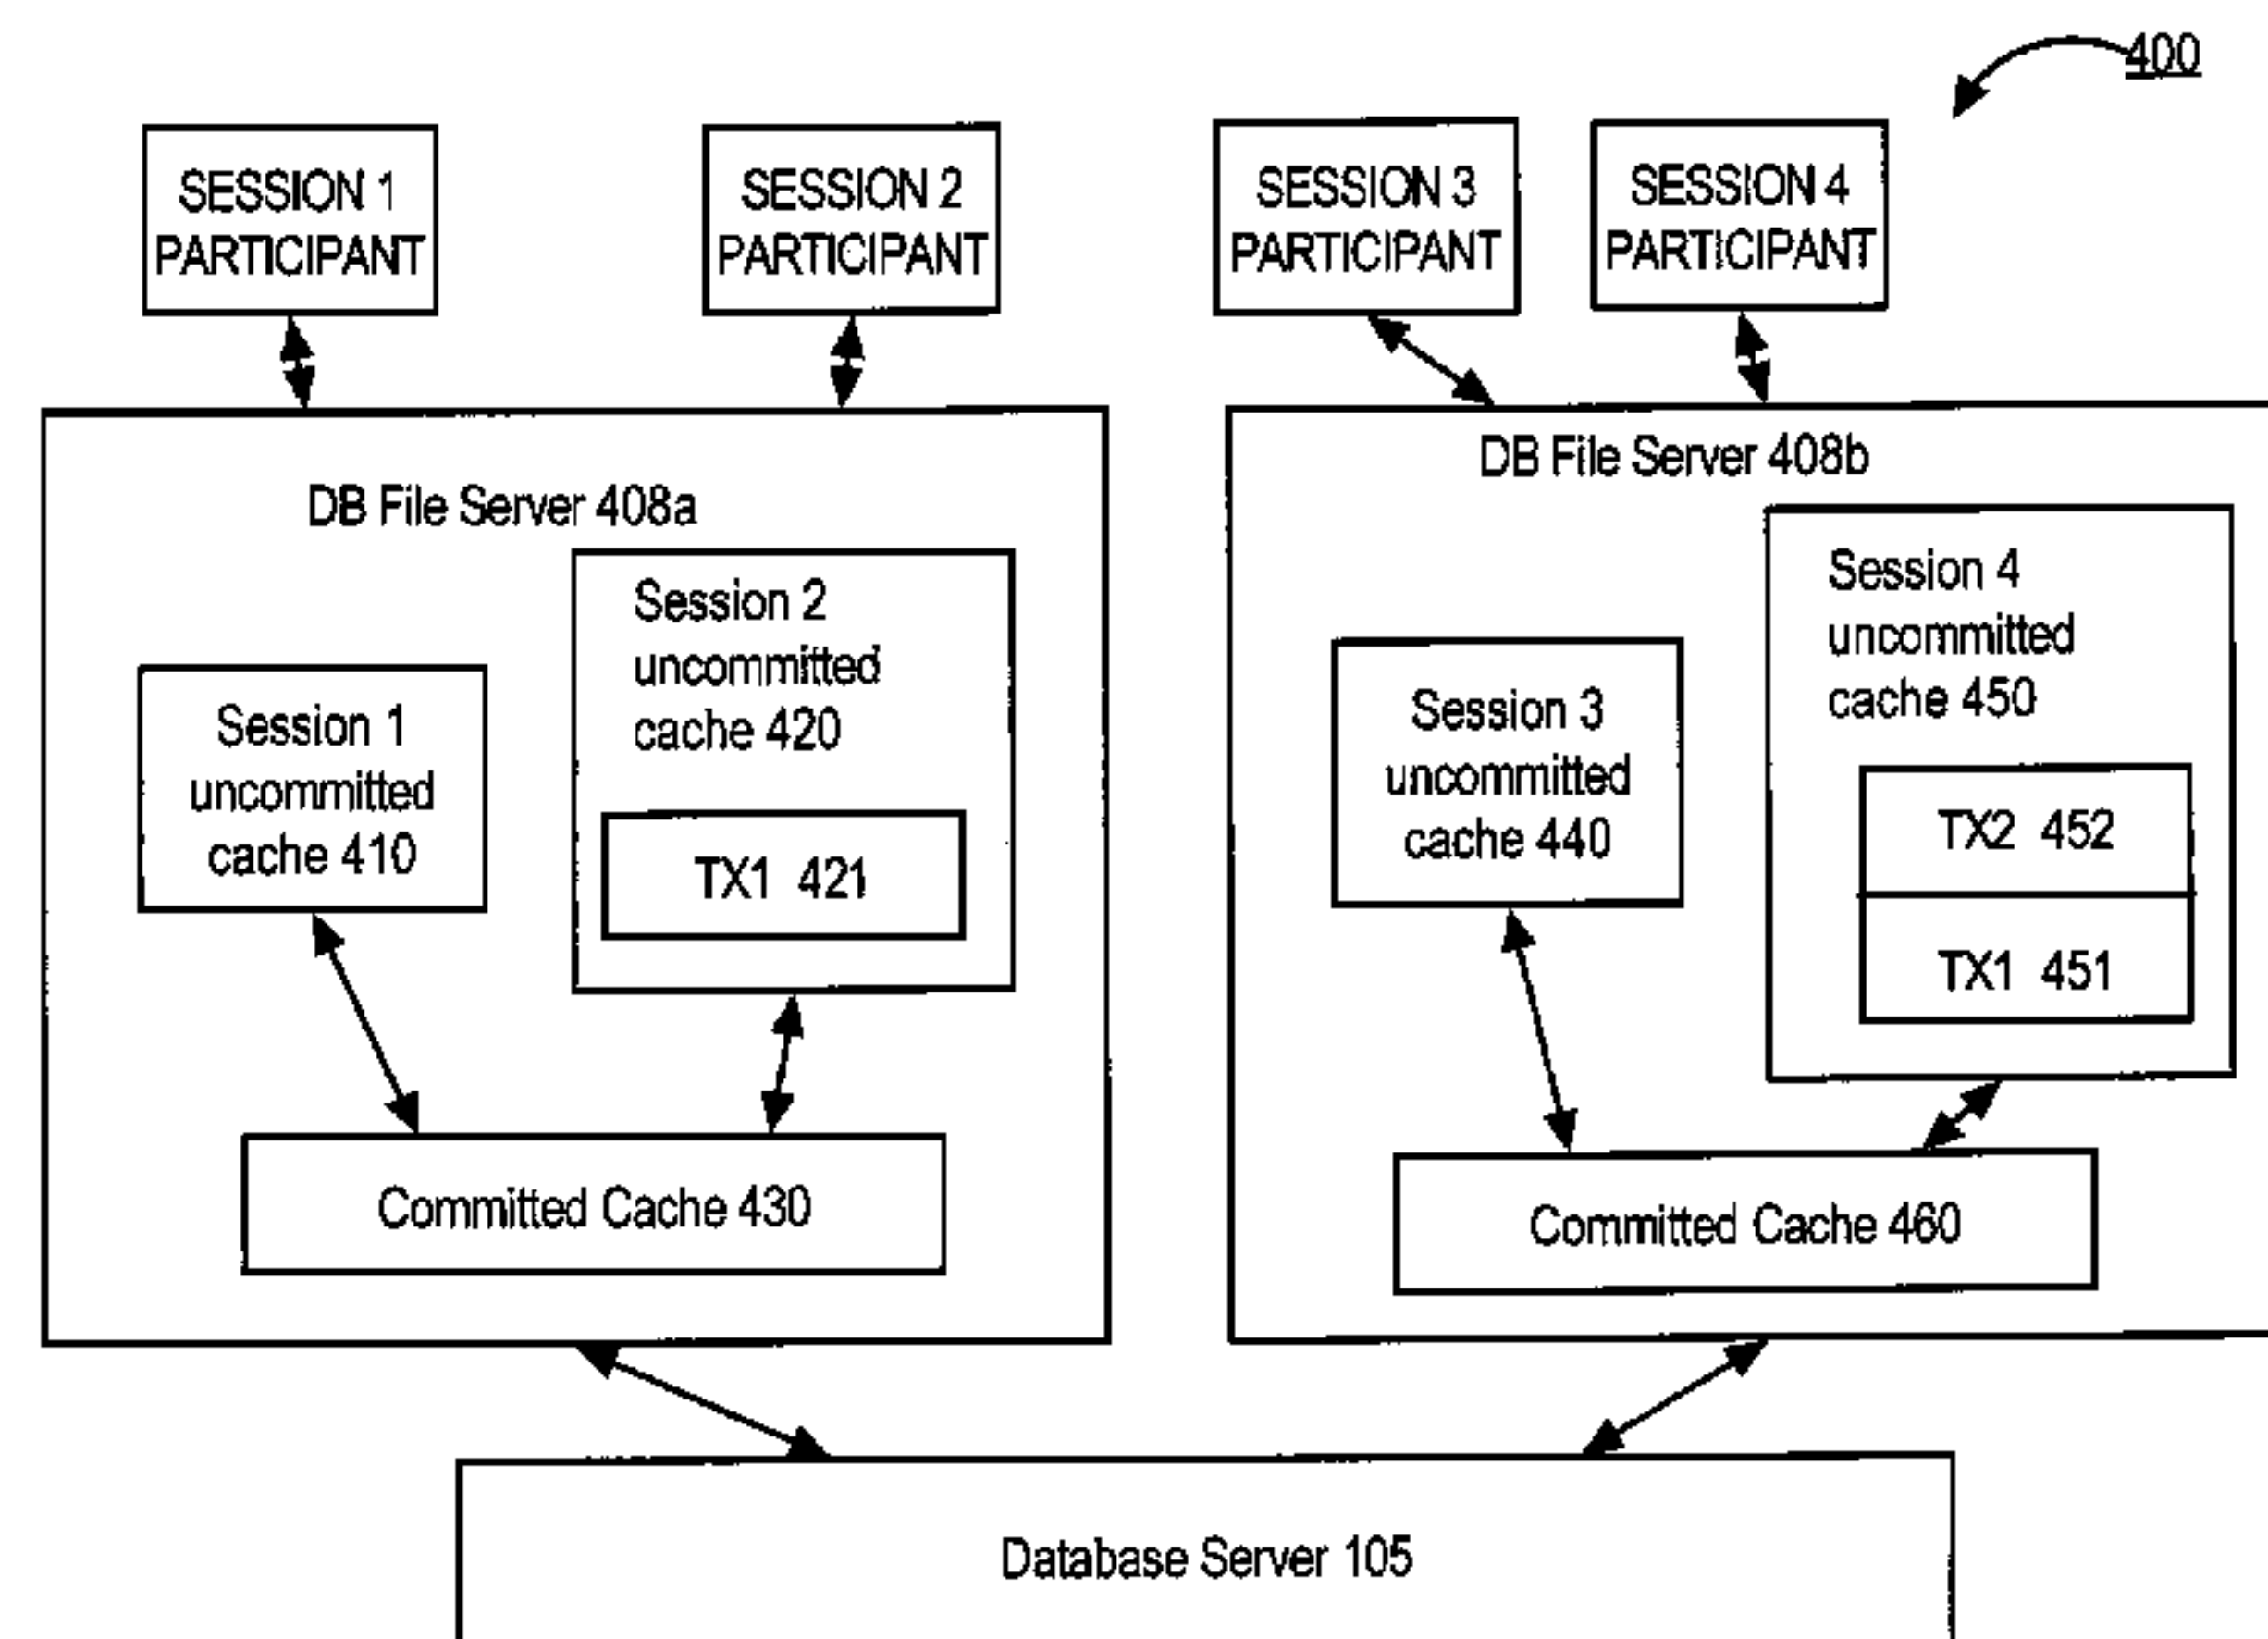 400
SESSION 1
PARTICIPANT
SESSION 2
PARTICIPANT
SESSION 3
PARTICIPANT
SESSION 4
PARTICIPANT
DB File Server 408a
Session 1
uncommitted
cache 410
Session 2
uncommitted
cache 420
TX1 421
Committed Cache 430
DB File Server 408b
Session 3
uncommitted
cache 440
Session 4
uncommitted
cache 450
TX2 452
TX1 451
Committed Cache 460
Database Server 105